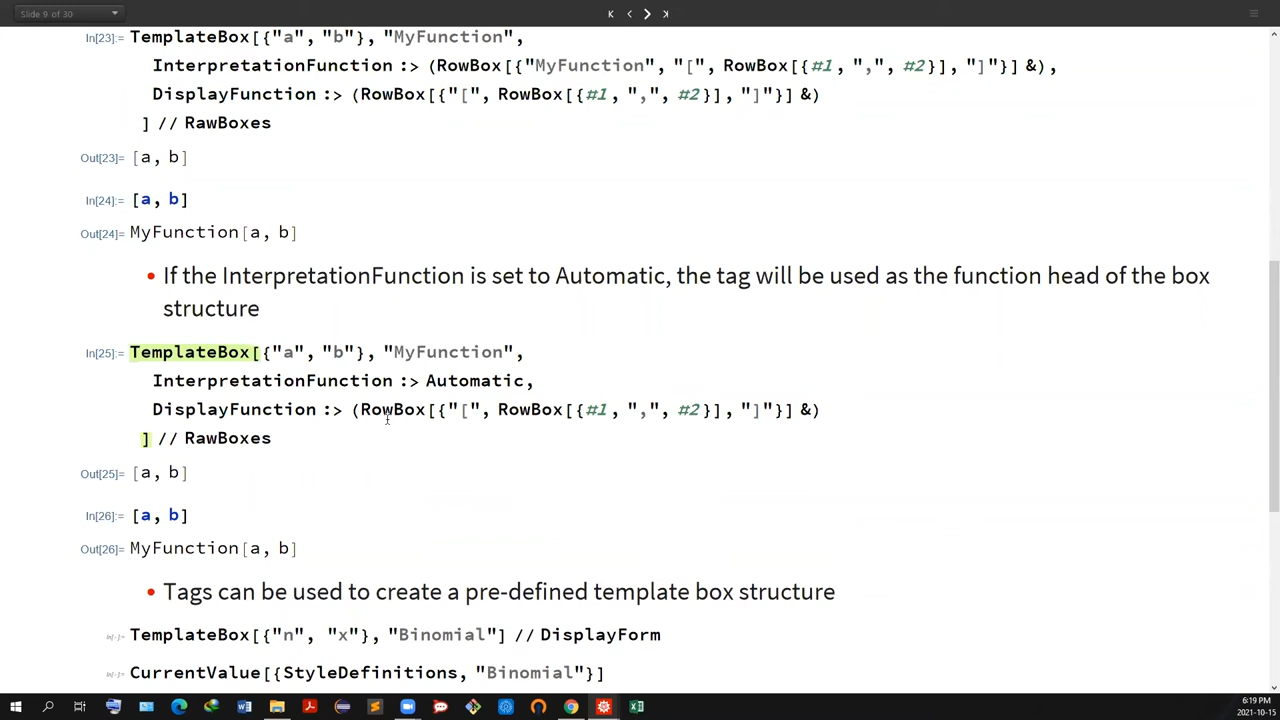 Slide 9 of 30
In[23]:= TemplateBox[{"a", "b"}, "MyFunction",
InterpretationFunction :> (RowBox[{"MyFunction", "[", RowBox[{#1, ",", #2}], "]"}] &),
DisplayFunction :> (RowBox[{"[", RowBox[{#1, ",", #2}], "]"}] &)
] // RawBoxes
Out[23]= [a, b]
In[24]:= [a, b]
Out[24]= MyFunction[a, b]
• If the InterpretationFunction is set to Automatic, the tag will be used as the function head of the box
structure
In[25]:= TemplateBox[{"a", "b"}, "MyFunction",
InterpretationFunction :> Automatic,
DisplayFunction :> (RowBox[{"[", RowBox[{#1, ",", #2}], "]"}] &)
] // RawBoxes
Out[25]= [a, b]
In[26]:= [a, b]
Out[26]= MyFunction[a, b]
• Tags can be used to create a pre-defined template box structure
In[-]:= TemplateBox[{"n", "x"}, "Binomial"] // DisplayForm
In[-]:= CurrentValue[{StyleDefinitions, "Binomial"}]
6:19 PM
2021-10-15